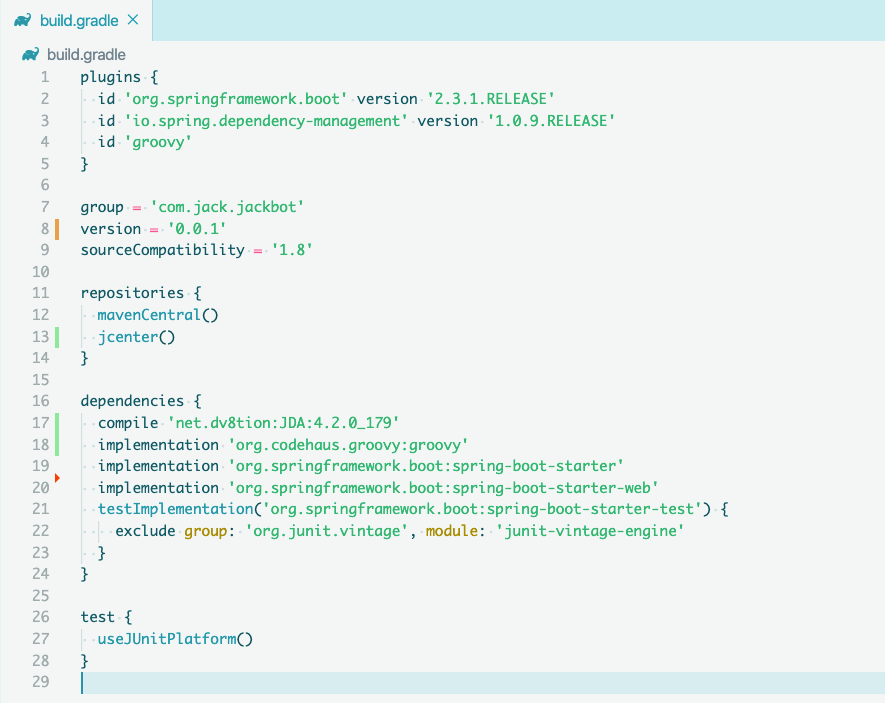 build.gradle
build.gradle
1 plugins {
2   id 'org.springframework.boot' version '2.3.1.RELEASE'
3   id 'io.spring.dependency-management' version '1.0.9.RELEASE'
4   id 'groovy'
5 }
6
7 group = 'com.jack.jackbot'
8 version = '0.0.1'
9 sourceCompatibility = '1.8'
10
11 repositories {
12   mavenCentral()
13   jcenter()
14 }
15
16 dependencies {
17   compile 'net.dv8tion:JDA:4.2.0_179'
18   implementation 'org.codehaus.groovy:groovy'
19   implementation 'org.springframework.boot:spring-boot-starter'
20   implementation 'org.springframework.boot:spring-boot-starter-web'
21   testImplementation('org.springframework.boot:spring-boot-starter-test') {
22     exclude group: 'org.junit.vintage', module: 'junit-vintage-engine'
23   }
24 }
25
26 test {
27   useJUnitPlatform()
28 }
29